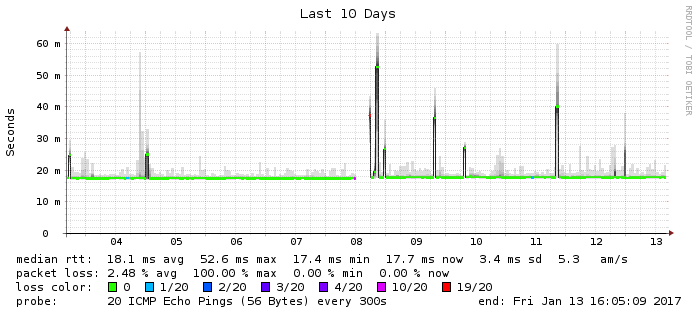 Last 10 Days
RRDTOOL / TOBI OETIKER
Seconds
60 m
50 m
40 m
30 m
20 m
10 m
0
04 05 06 07 08 09 10 11 12 13
median rtt: 18.1 ms avg 52.6 ms max 17.4 ms min 17.7 ms now 3.4 ms sd 5.3 am/s
packet loss: 2.48 % avg 100.00 % max 0.00 % min 0.00 % now
loss color: 0 1/20 2/20 3/20 4/20 10/20 19/20
probe: 20 ICMP Echo Pings (56 Bytes) every 300s end: Fri Jan 13 16:05:09 2017